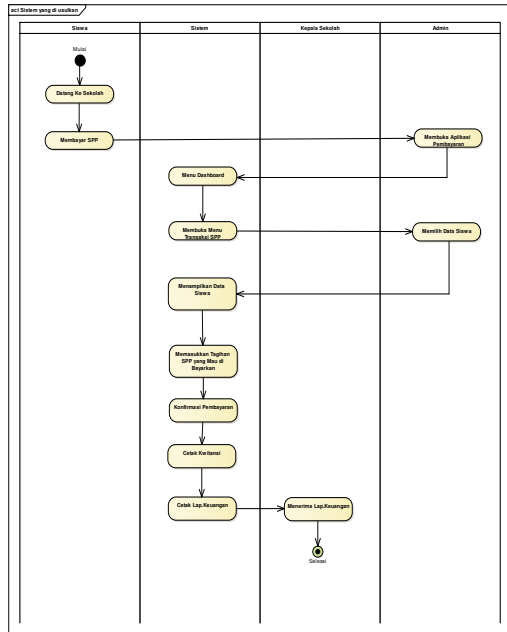 act Sistem yang di usulkan
Siswa
Sistem
Kepala Sekolah
Admin
Mulai
Datang Ke Sekolah
Membayar SPP
Membuka Aplikasi
Pembayaran
Menu Dashboard
Membuka Menu
Transaksi SPP
Memilih Data Siswa
Menampilkan Data
Siswa
Memasukkan Tagihan
SPP yang Mau di
Bayarkan
Konfirmasi Pembayaran
Cetak Kwitansi
Cetak Lap.Keuangan
Menerima Lap.Keuangan
Selesai